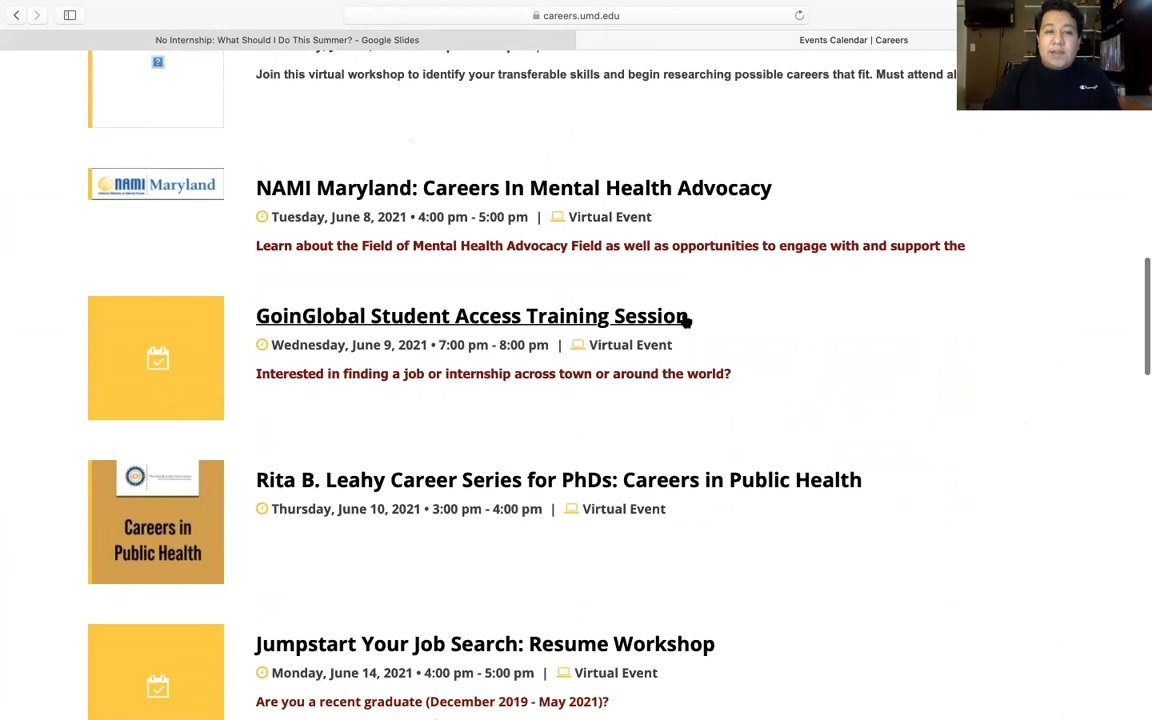 careers.umd.edu
No Internship: What Should I Do This Summer? - Google Slides
Events Calendar | Careers
Join this virtual workshop to identify your transferable skills and begin researching possible careers that fit. Must attend al
NAMI Maryland
NAMI Maryland: Careers In Mental Health Advocacy
Tuesday, June 8, 2021 • 4:00 pm - 5:00 pm | Virtual Event
Learn about the Field of Mental Health Advocacy Field as well as opportunities to engage with and support the
GoinGlobal Student Access Training Session
Wednesday, June 9, 2021 • 7:00 pm - 8:00 pm | Virtual Event
Interested in finding a job or internship across town or around the world?
Rita B. Leahy Career Series for PhDs: Careers in Public Health
Thursday, June 10, 2021 • 3:00 pm - 4:00 pm | Virtual Event
Careers in
Public Health
Jumpstart Your Job Search: Resume Workshop
Monday, June 14, 2021 • 4:00 pm - 5:00 pm | Virtual Event
Are you a recent graduate (December 2019 - May 2021)?